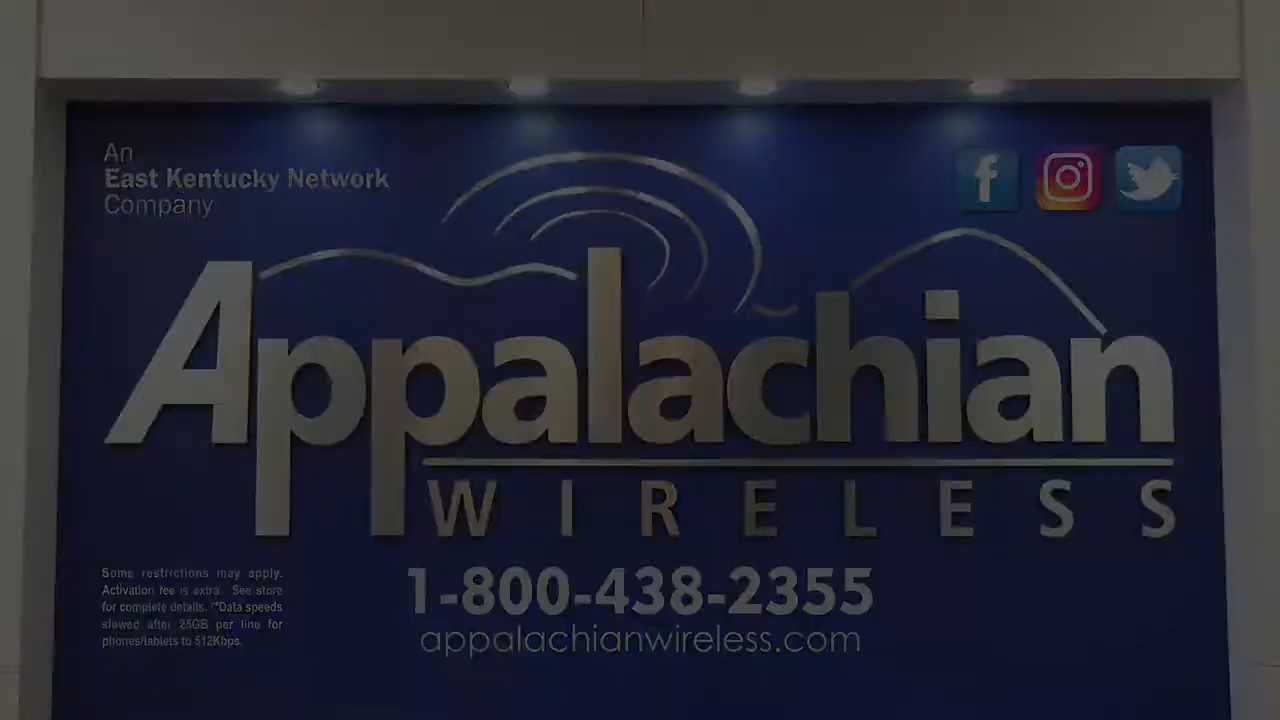 An
East Kentucky Network
Company
Appalachian
WIRELESS
1-800-438-2355
appalachianwireless.com
Some restrictions may apply.
Activation fee is extra. See store
for complete details. **Data speeds
slowed after 25GB per line for
phones/tablets to 512Kbps.